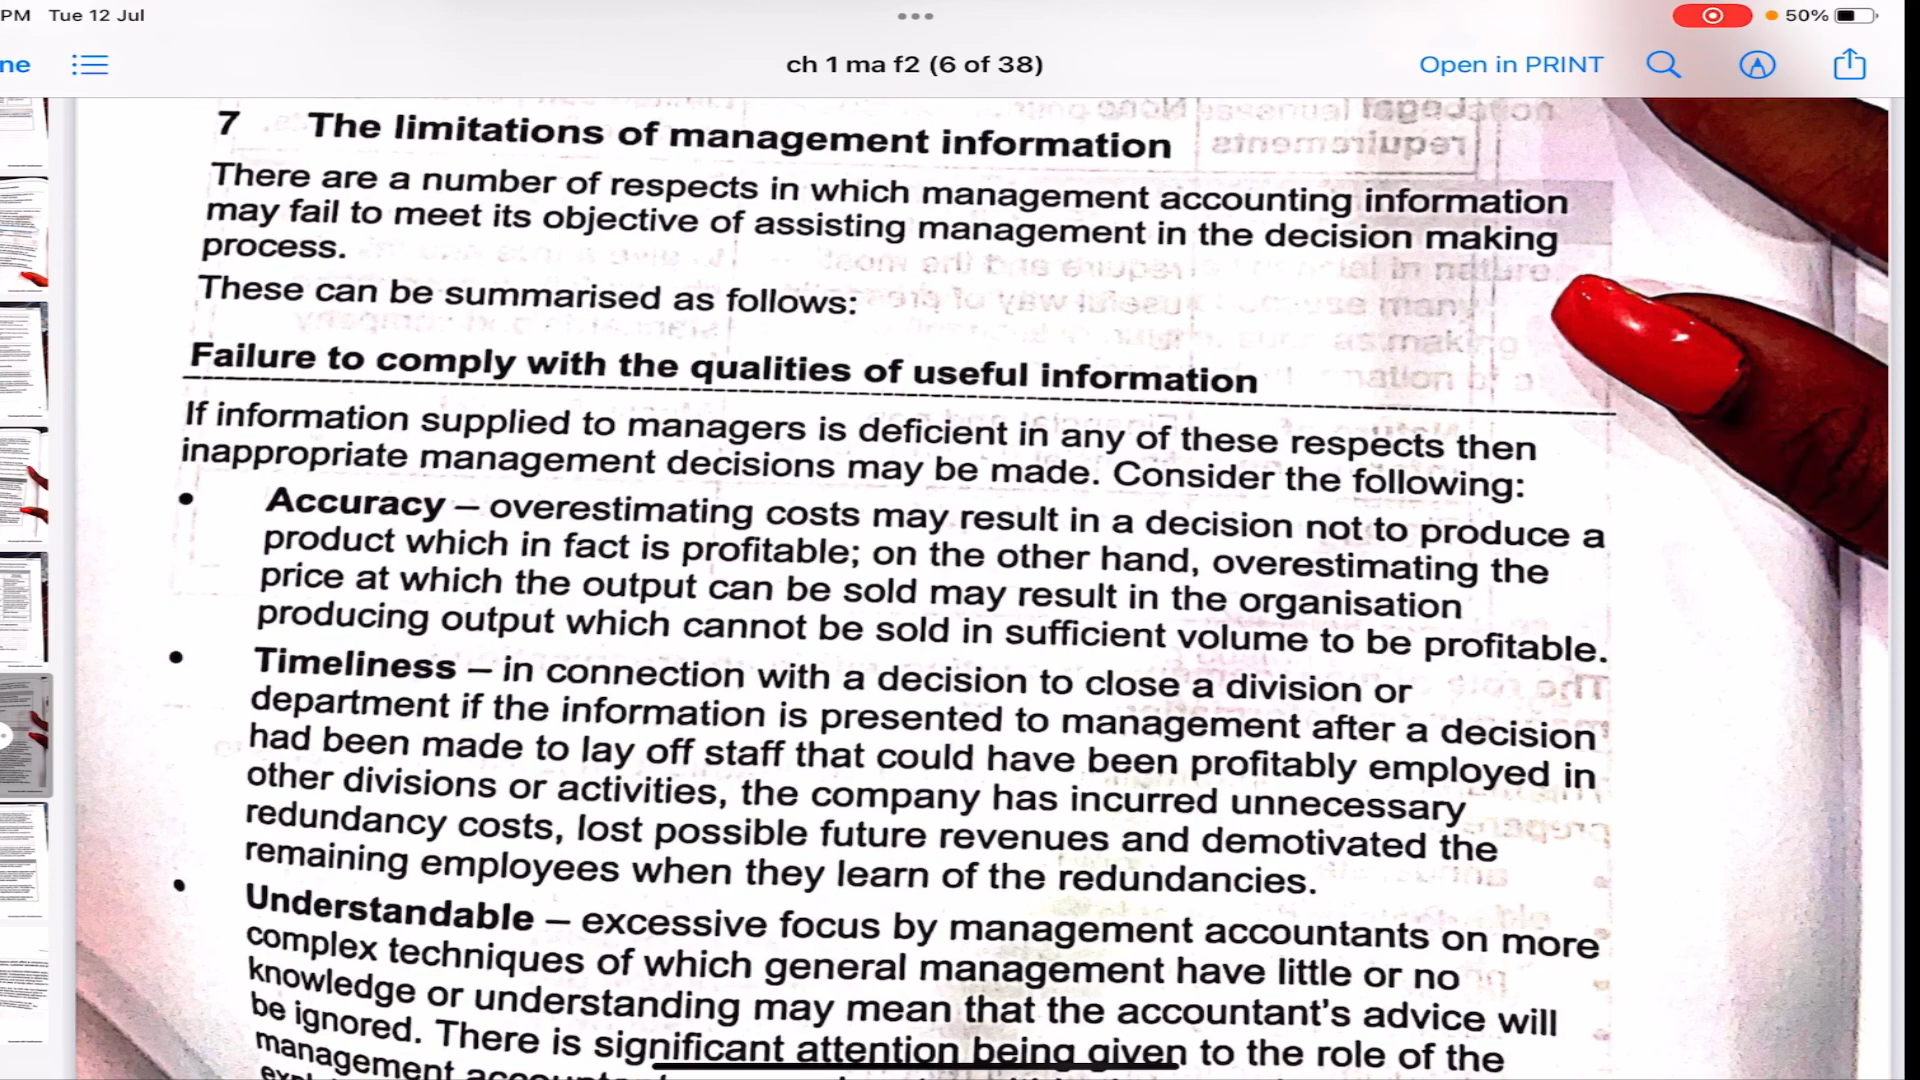 PM Tue 12 Jul
50%
ne
ch 1 ma f2 (6 of 38)
Open in PRINT
7 The limitations of management information
There are a number of respects in which management accounting information
may fail to meet its objective of assisting management in the decision making
process.
These can be summarised as follows:
Failure to comply with the qualities of useful information
If information supplied to managers is deficient in any of these respects then
inappropriate management decisions may be made. Consider the following:
• Accuracy – overestimating costs may result in a decision not to produce a
product which in fact is profitable; on the other hand, overestimating the
price at which the output can be sold may result in the organisation
producing output which cannot be sold in sufficient volume to be profitable.
• Timeliness – in connection with a decision to close a division or
department if the information is presented to management after a decision
had been made to lay off staff that could have been profitably employed in
other divisions or activities, the company has incurred unnecessary
redundancy costs, lost possible future revenues and demotivated the
remaining employees when they learn of the redundancies.
• Understandable – excessive focus by management accountants on more
complex techniques of which general management have little or no
knowledge or understanding may mean that the accountant's advice will
be ignored. There is significant attention being given to the role of the
management